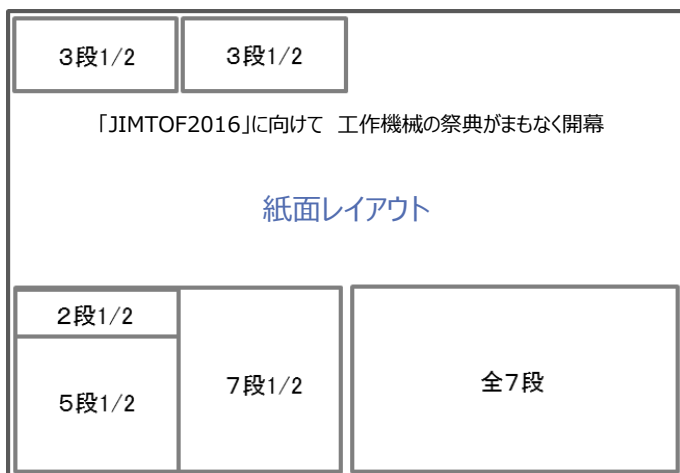 3段1/2
3段1/2
「JIMTOF2016」に向けて 工作機械の祭典がまもなく開幕
紙面レイアウト
2段1/2
5段1/2
7段1/2
全7段